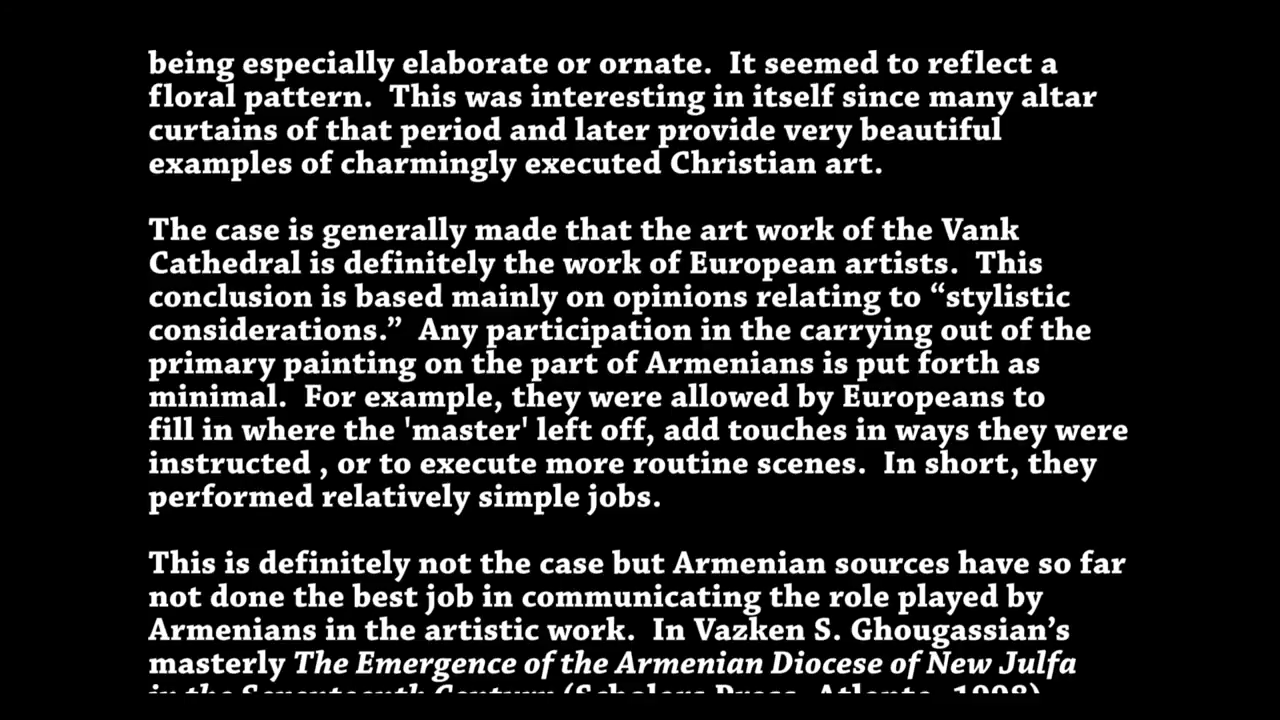 being especially elaborate or ornate.  It seemed to reflect a
floral pattern.  This was interesting in itself since many altar
curtains of that period and later provide very beautiful
examples of charmingly executed Christian art.
The case is generally made that the art work of the Vank
Cathedral is definitely the work of European artists.  This
conclusion is based mainly on opinions relating to “stylistic
considerations.”  Any participation in the carrying out of the
primary painting on the part of Armenians is put forth as
minimal.  For example, they were allowed by Europeans to
fill in where the 'master' left off, add touches in ways they were
instructed , or to execute more routine scenes.  In short, they
performed relatively simple jobs.
This is definitely not the case but Armenian sources have so far
not done the best job in communicating the role played by
Armenians in the artistic work.  In Vazken S. Ghougassian’s
masterly The Emergence of the Armenian Diocese of New Julfa
in the Seventeenth Century (Scholars Press, Atlanta, 1998)